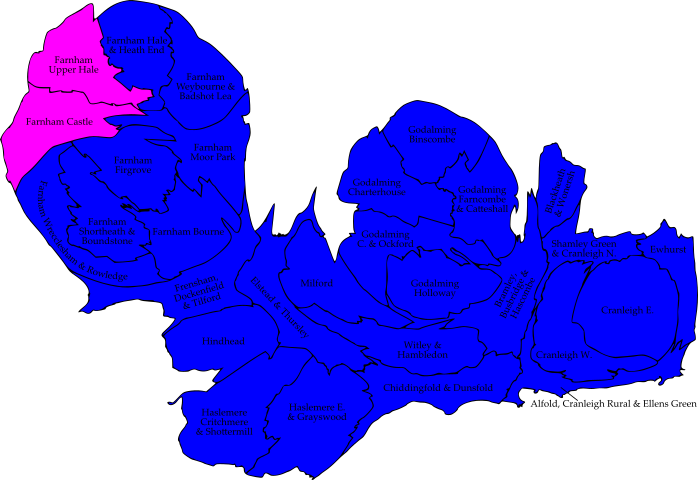 Farnham Hale
& Heath End
Farnham
Upper Hale
Farnham
Weybourne &
Badshot Lea
Farnham Castle
Farnham
Moor Park
Farnham
Firgrove
Farnham Wrecclesham & Rowledge
Farnham
Shortheath &
Boundstone
Farnham Bourne
Frensham,
Dockenfield
& Tilford
Elstead & Thursley
Hindhead
Haslemere
Critchmere
& Shottermill
Haslemere E.
& Grayswood
Milford
Godalming
Binscombe
Godalming
Charterhouse
Godalming
Farncombe
& Catteshall
Godalming
C. & Ockford
Godalming
Holloway
Witley &
Hambledon
Chiddingfold & Dunsfold
Bramley,
Busbridge &
Hascombe
Blackheath
& Wonersh
Shamley Green
& Cranleigh N.
Ewhurst
Cranleigh E.
Cranleigh W.
Alfold, Cranleigh Rural & Ellens Green